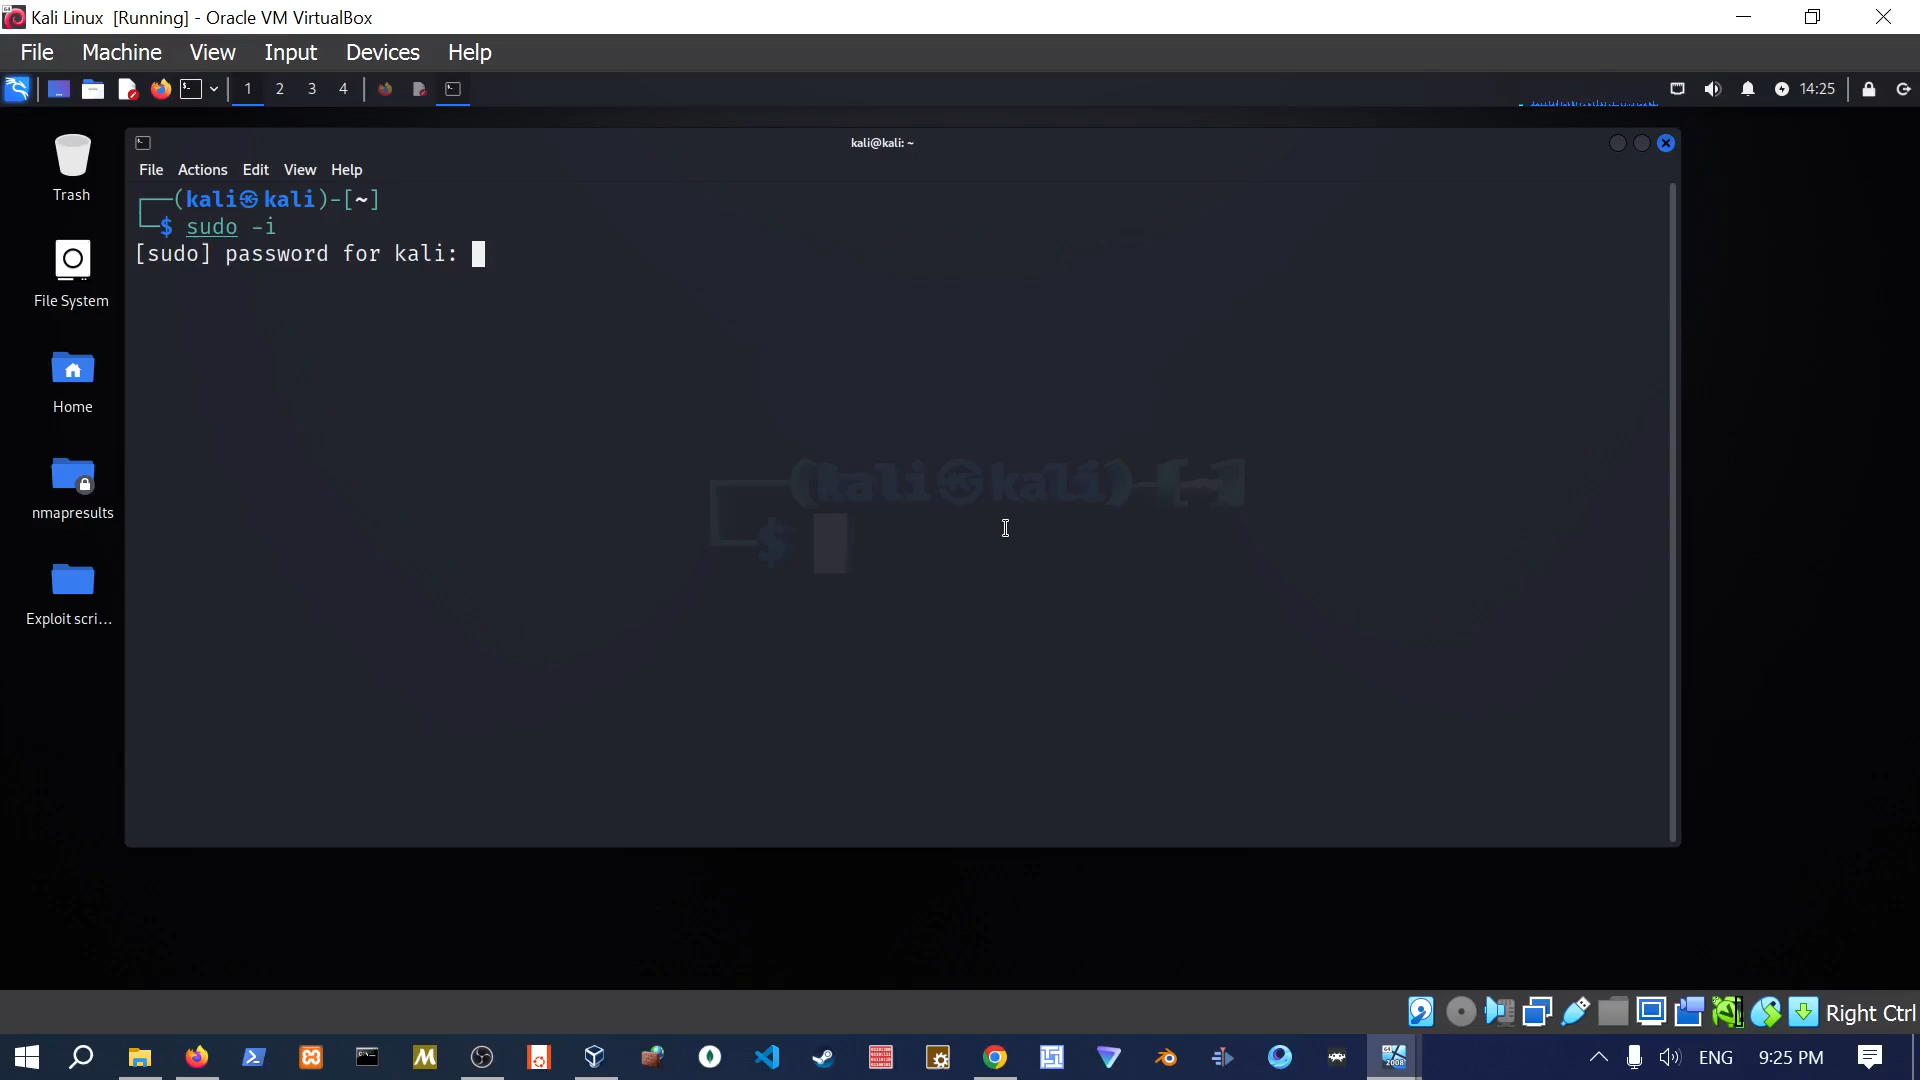 Kali Linux [Running] - Oracle VM VirtualBox
File Machine View Input Devices Help
1 2 3 4 14:25
kali@kali: ~
File Actions Edit View Help
Trash
File System
Home
nmapresults
Exploit scri...
(kali㉿kali)-[~]
$ sudo -i
[sudo] password for kali:
(kali㉿kali)-[~]
$
Right Ctrl
ENG 9:25 PM